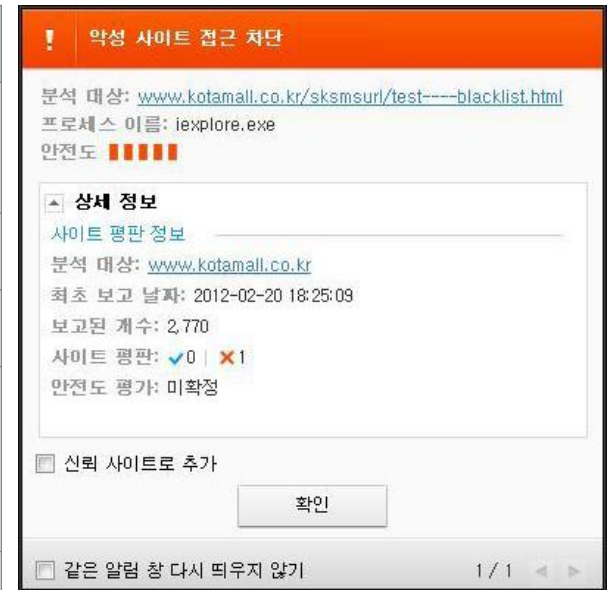 ! 악성 사이트 접근 차단
분석 대상: www.kotamall.co.kr/sksmsurl/test----blacklist.html
프로세스 이름: iexplore.exe
안전도
상세 정보
사이트 평판 정보
분석 대상: www.kotamall.co.kr
최초 보고 날짜: 2012-02-20 18:25:09
보고된 개수: 2,770
사이트 평판: ✓0 | ✕1
안전도 평가: 미확정
신뢰 사이트로 추가
확인
같은 알림 창 다시 띄우지 않기 1 / 1